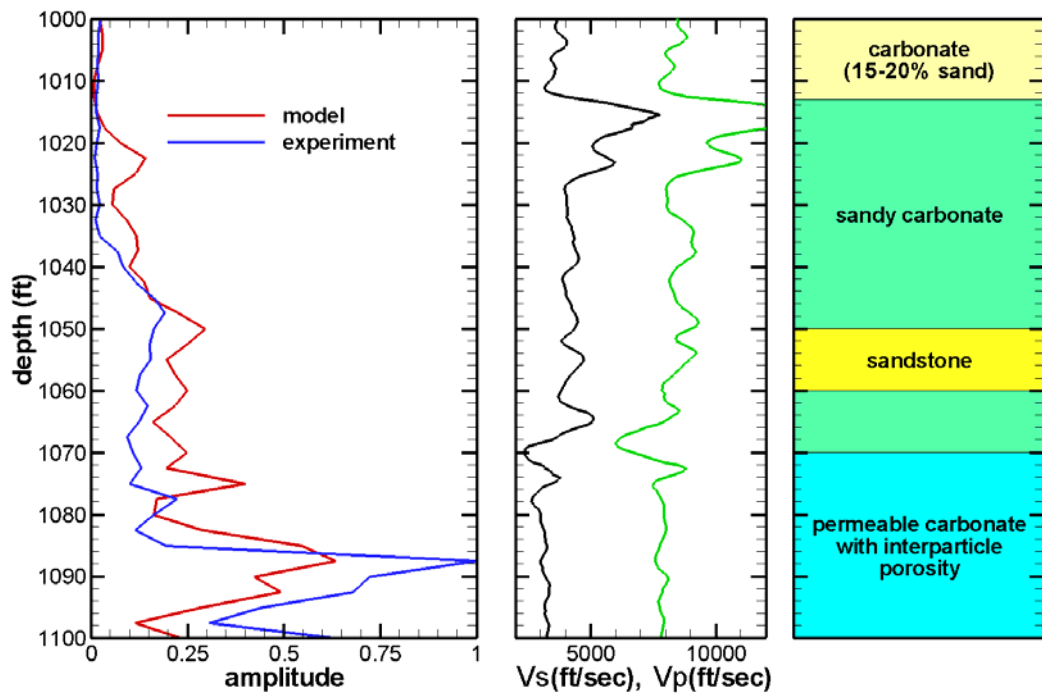 1000
1010
1020
1030
1040
1050
1060
1070
1080
1090
1100
depth (ft)
model
experiment
0
0.25
0.5
0.75
1
amplitude
5000
10000
Vs(ft/sec), Vp(ft/sec)
carbonate
(15-20% sand)
sandy carbonate
sandstone
permeable carbonate
with interparticle
porosity